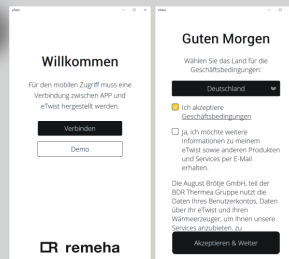 eTwist
Willkommen
Für den mobilen Zugriff muss eine
Verbindung zwischen APP und
eTwist hergestellt werden.
Verbinden
Demo
remeha
eTwist
Guten Morgen
Wählen Sie das Land für die
Geschäftsbedingungen:
Deutschland
Ich akzeptiere
Geschäftsbedingungen
Ja, ich möchte weitere
Informationen zu meinem
eTwist sowie anderen Produkten
und Services per E-Mail
erhalten.
Die August Brötje GmbH, teil der
BDR Thermea Gruppe nutzt die
Daten Ihres Benutzerkontos, Daten
über Ihr eTwist und Ihren
Wärmeerzeuger, um Ihnen unsere
Services anzubieten, zu
Akzeptieren & Weiter